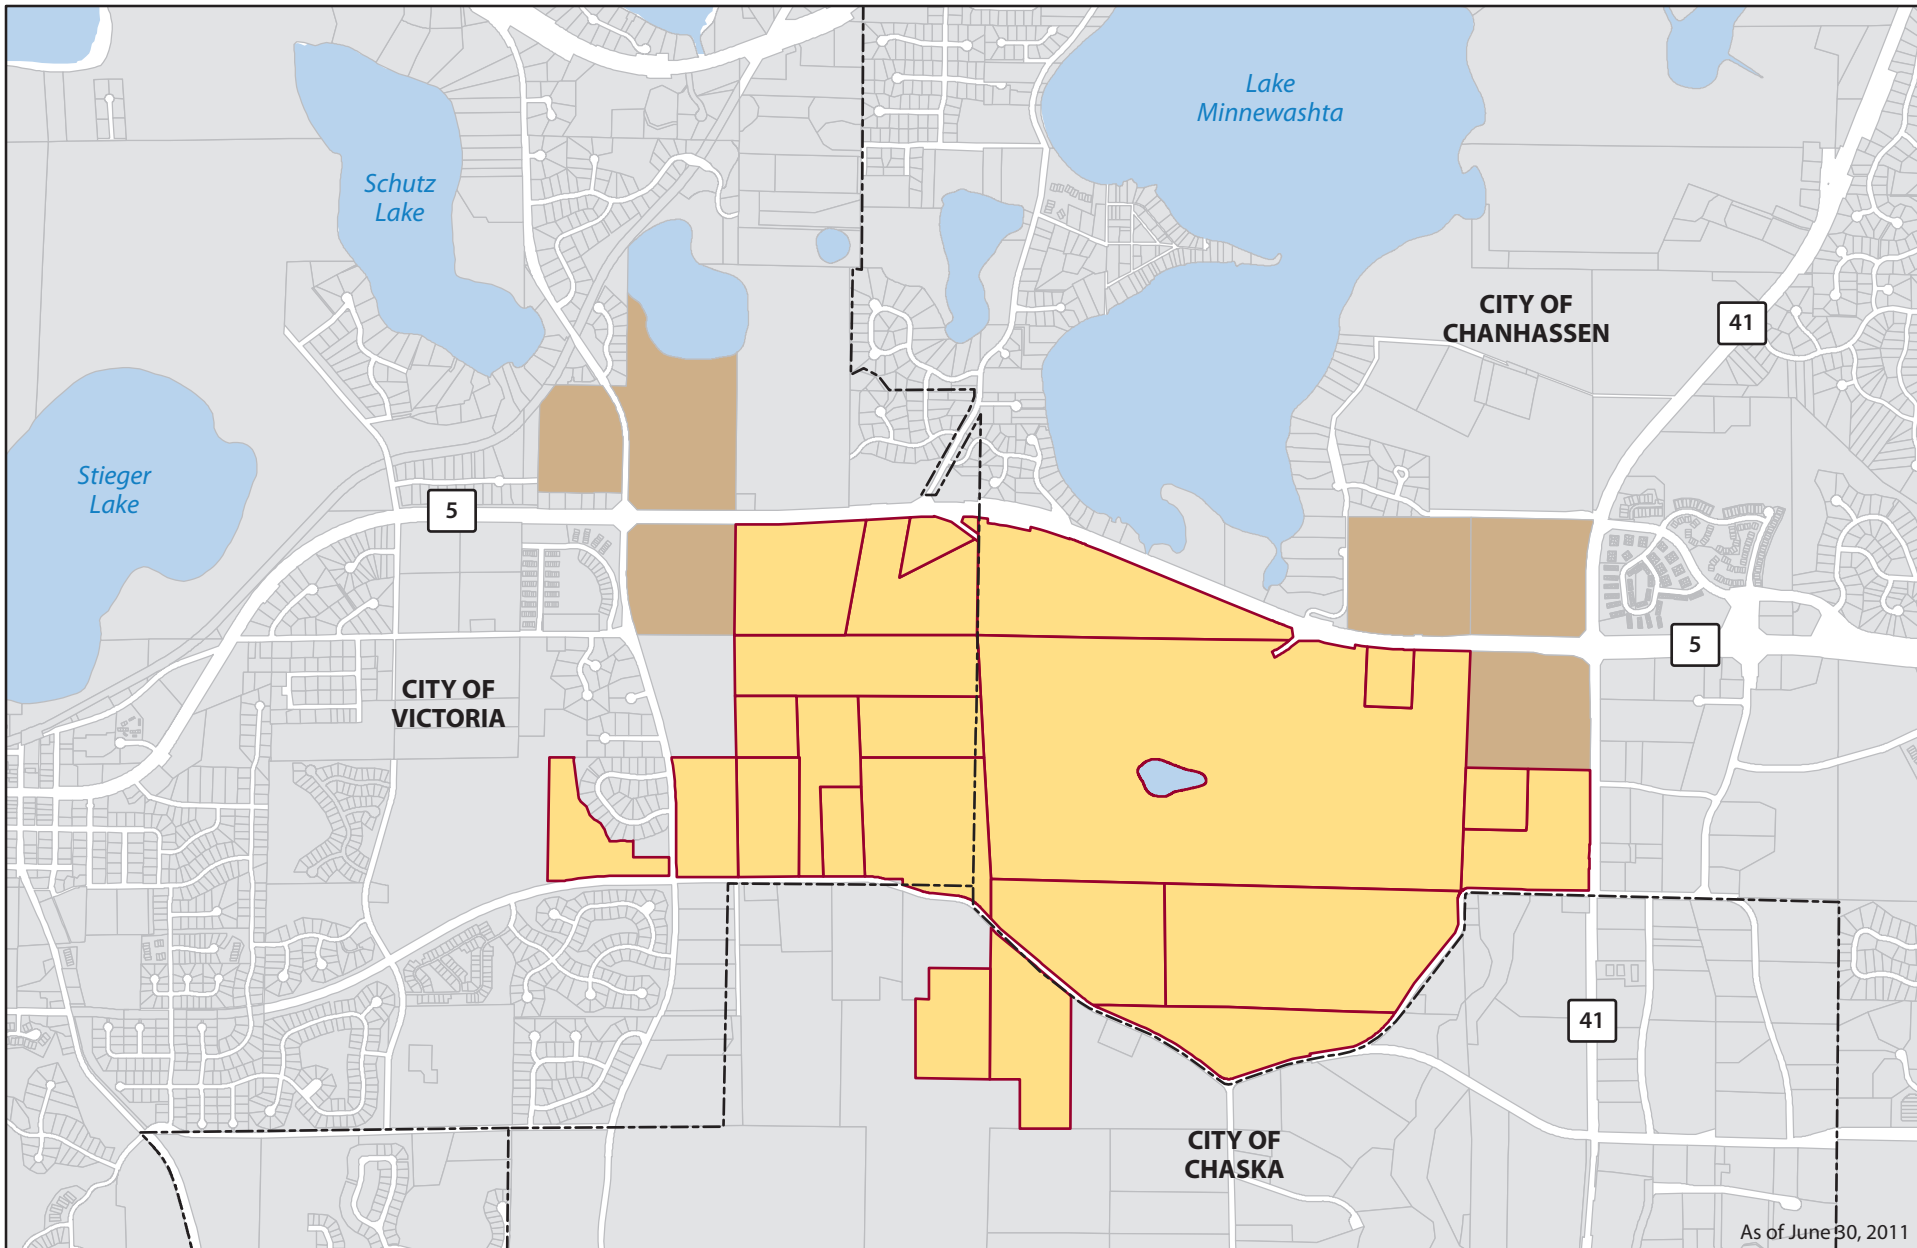 Lake
Minnewashta
Schutz
Lake
CITY OF
CHANHASSEN
41
Stieger
Lake
5
5
CITY OF
VICTORIA
41
CITY OF
CHASKA
As of June 30, 2011